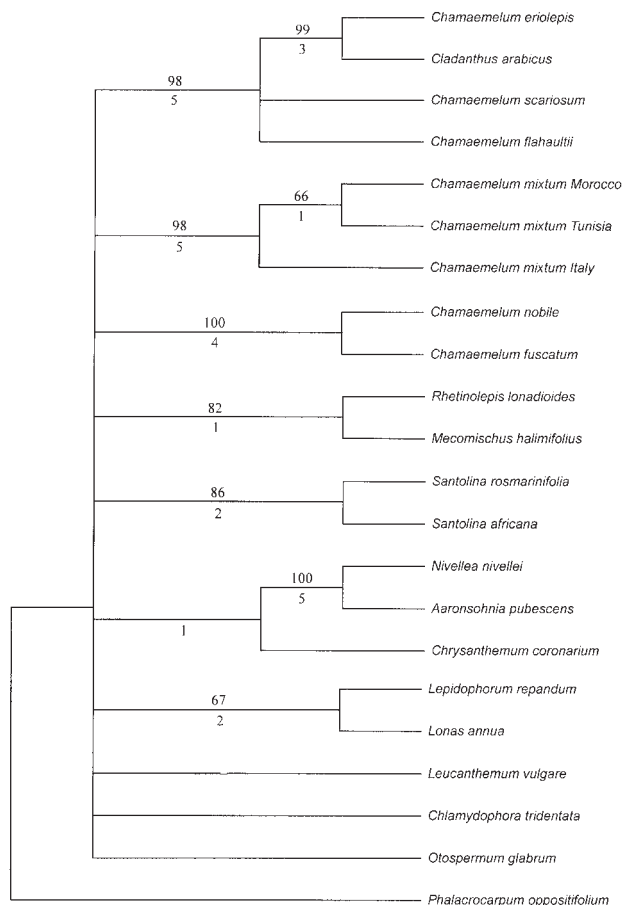 99
Chamaemelum eriolepis
3
Cladanthus arabicus
98
5
Chamaemelum scariosum
Chamaemelum flahaultii
66
Chamaemelum mixtum Morocco
1
Chamaemelum mixtum Tunisia
98
5
Chamaemelum mixtum Italy
100
Chamaemelum nobile
4
Chamaemelum fuscatum
82
Rhetinolepis lonadioides
1
Mecomischus halimifolius
86
Santolina rosmarinifolia
2
Santolina africana
100
Nivellea nivellei
5
Aaronsohnia pubescens
1
Chrysanthemum coronarium
67
Lepidophorum repandum
2
Lonas annua
Leucanthemum vulgare
Chlamydophora tridentata
Otospermum glabrum
Phalacrocarpum oppositifolium